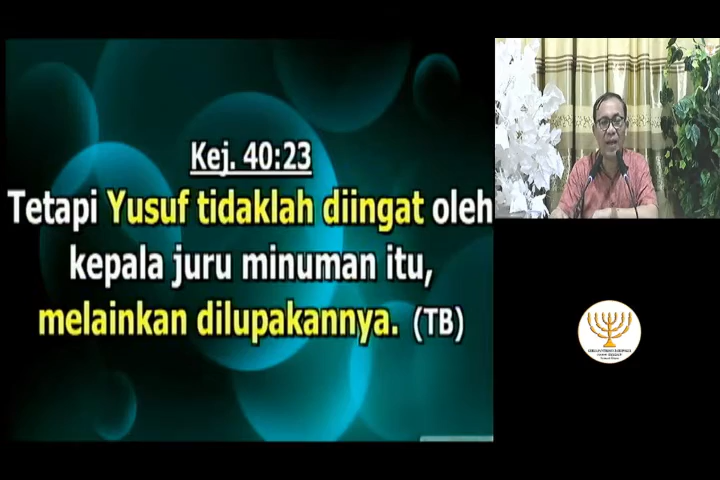 Kej. 40:23
Tetapi Yusuf tidaklah diingat oleh
kepala juru minuman itu,
melainkan dilupakannya. (TB)